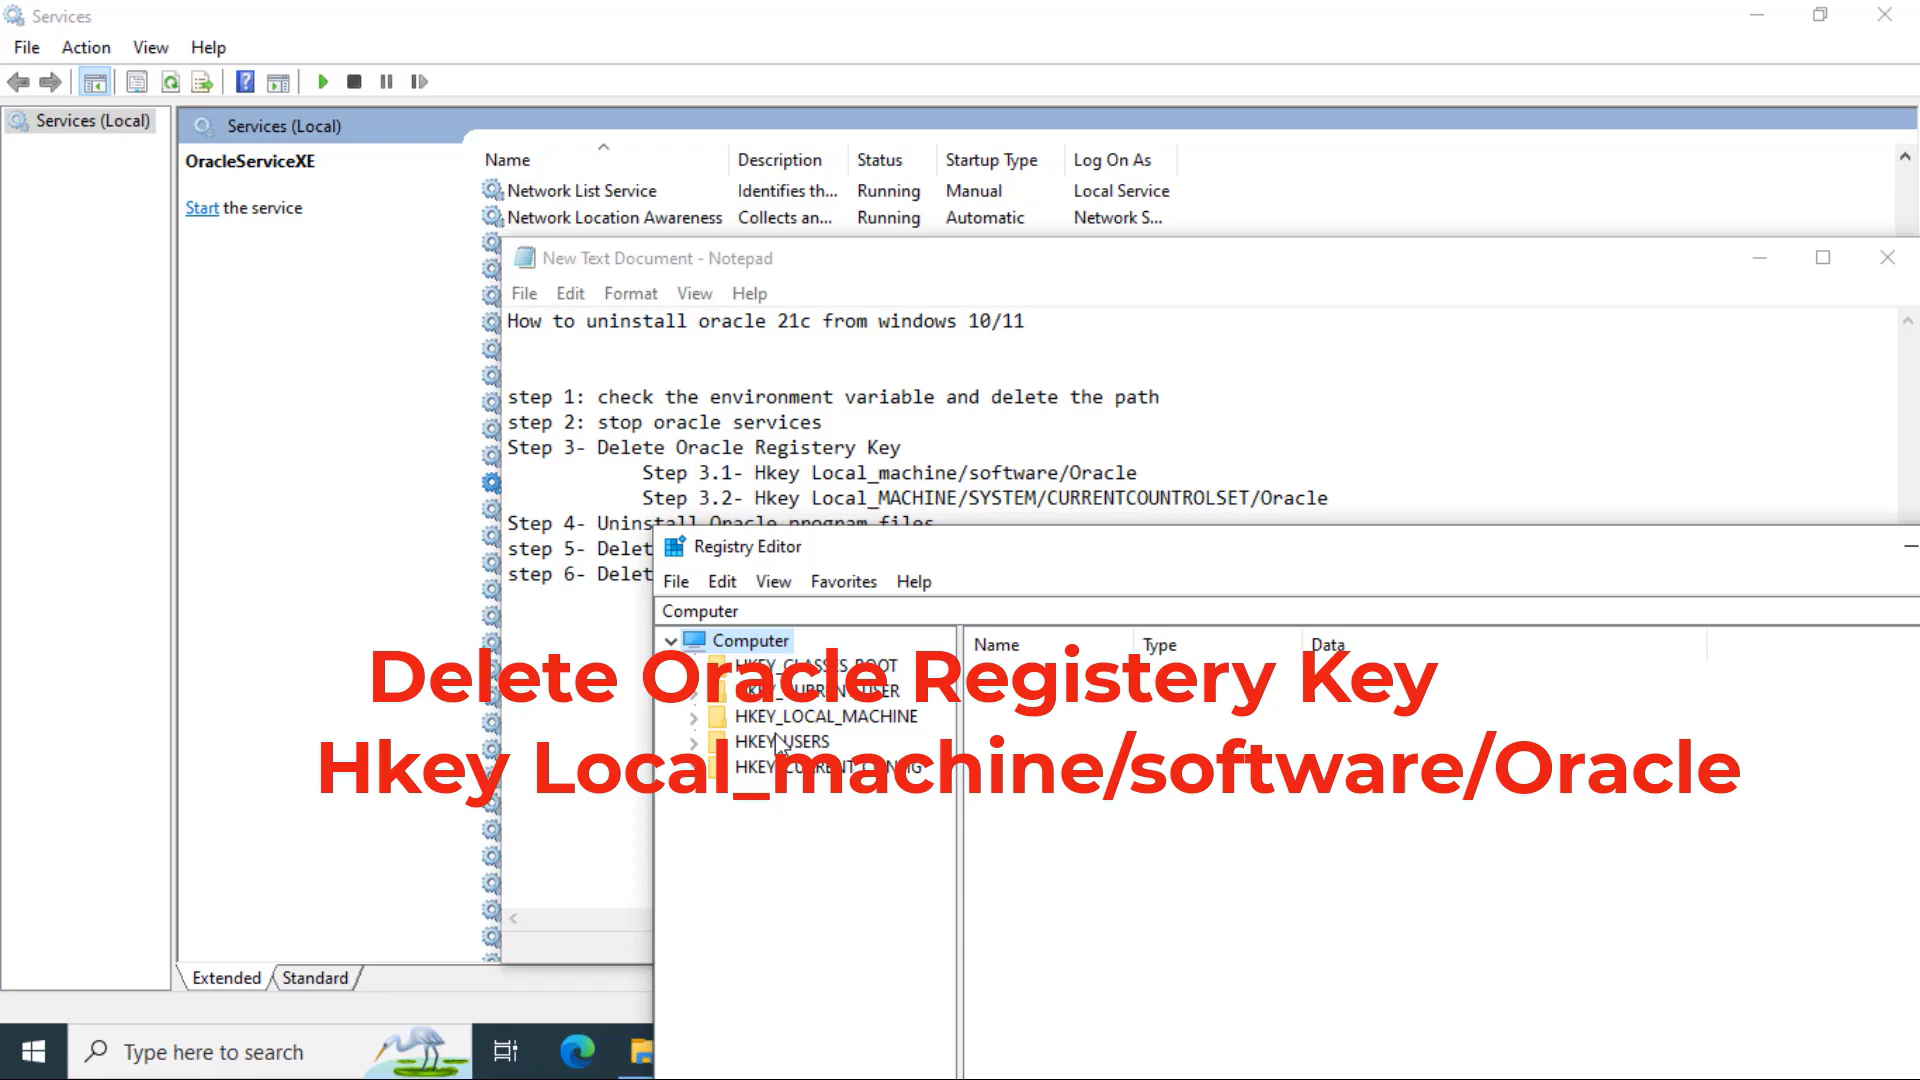 Services
File Action View Help
Services (Local)
Services (Local)
OracleServiceXE
Start the service
Name Description Status Startup Type Log On As
Network List Service Identifies th... Running Manual Local Service
Network Location Awareness Collects an... Running Automatic Network S...
New Text Document - Notepad
File Edit Format View Help
How to uninstall oracle 21c from windows 10/11
step 1: check the environment variable and delete the path
step 2: stop oracle services
Step 3- Delete Oracle Registery Key
Step 3.1- Hkey Local_machine/software/Oracle
Step 3.2- Hkey Local_MACHINE/SYSTEM/CURRENTCOUNTROLSET/Oracle
Step 4- Uninstall Oracle program files
step 5- Delet
step 6- Delet
Registry Editor
File Edit View Favorites Help
Computer
Computer
Name Type Data
HKEY_CLASSES_ROOT
HKEY_CURRENT_USER
HKEY_LOCAL_MACHINE
HKEY_USERS
HKEY_CURRENT_CONFIG
Delete Oracle Registery Key
Hkey Local_machine/software/Oracle
Extended Standard
Type here to search